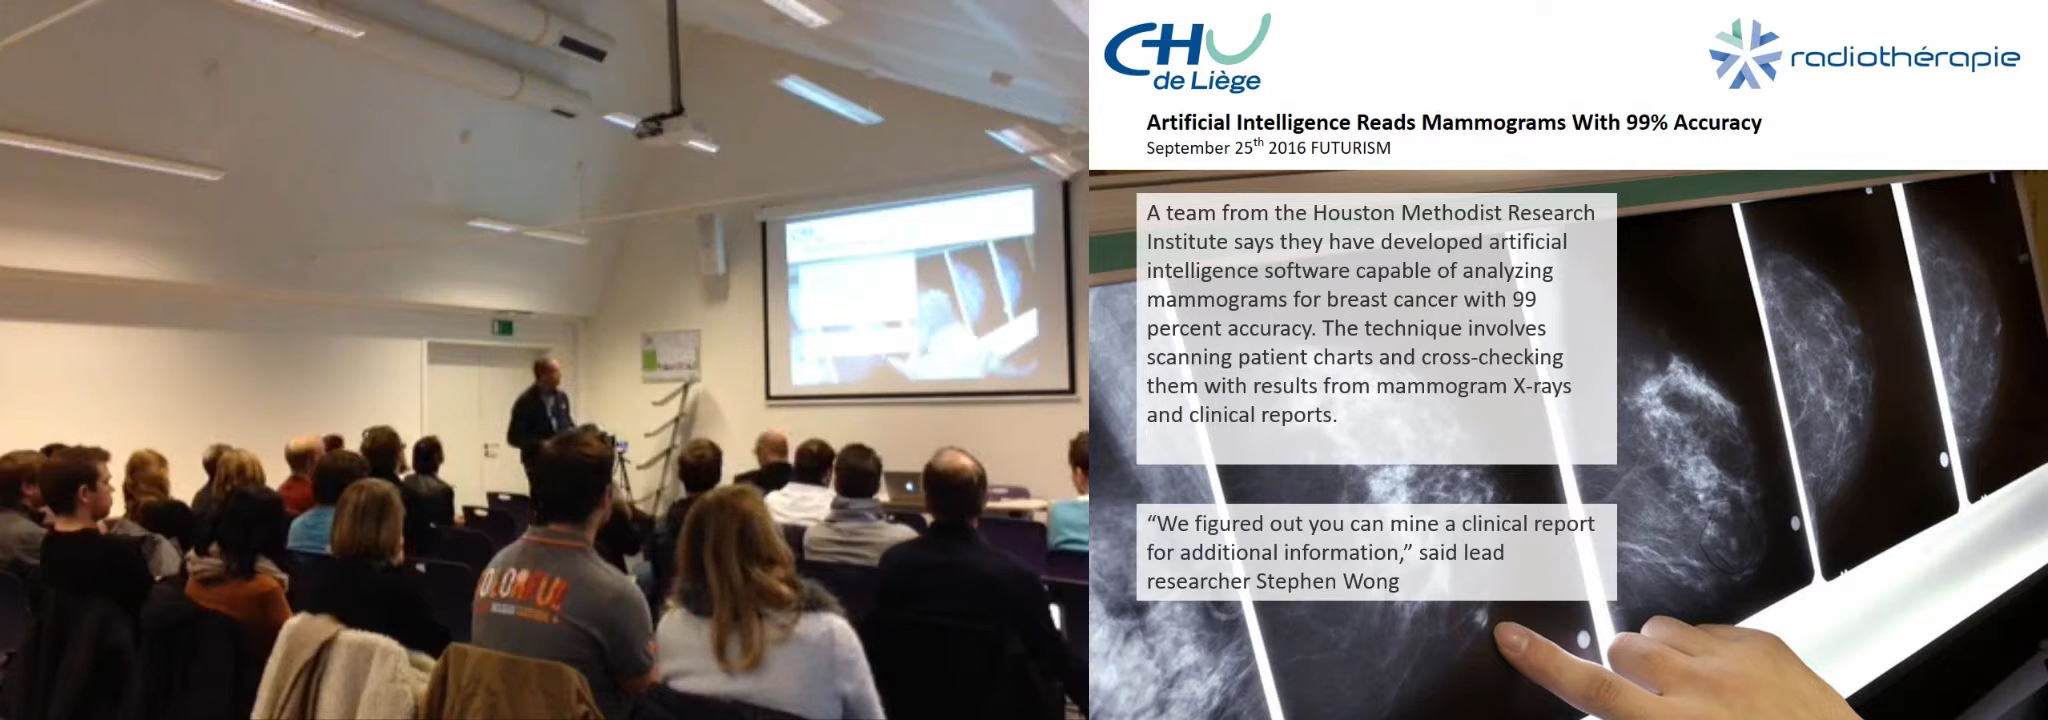 COLORFUL
CHU
de Liège
radiothérapie
Artificial Intelligence Reads Mammograms With 99% Accuracy
September 25th 2016 FUTURISM
A team from the Houston Methodist Research
Institute says they have developed artificial
intelligence software capable of analyzing
mammograms for breast cancer with 99
percent accuracy. The technique involves
scanning patient charts and cross-checking
them with results from mammogram X-rays
and clinical reports.
“We figured out you can mine a clinical report
for additional information,” said lead
researcher Stephen Wong